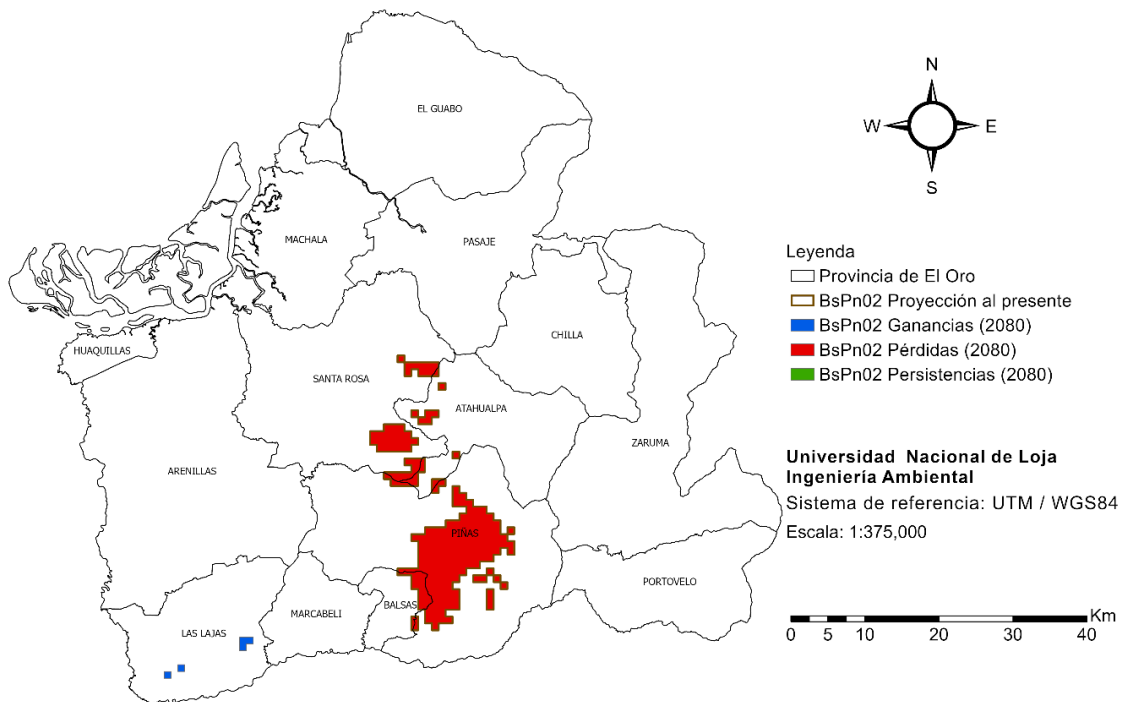 EL GUABO
MACHALA
PASAJE
HUAQUILLAS
CHILLA
SANTA ROSA
ATAHUALPA
ZARUMA
ARENILLAS
PIÑAS
PORTOVELO
BALSAS
MARCABELI
LAS LAJAS
N
W
E
S
Leyenda
Provincia de El Oro
BsPn02 Proyección al presente
BsPn02 Ganancias (2080)
BsPn02 Pérdidas (2080)
BsPn02 Persistencias (2080)
Universidad Nacional de Loja
Ingeniería Ambiental
Sistema de referencia: UTM / WGS84
Escala: 1:375,000
Km
0 5 10 20 30 40